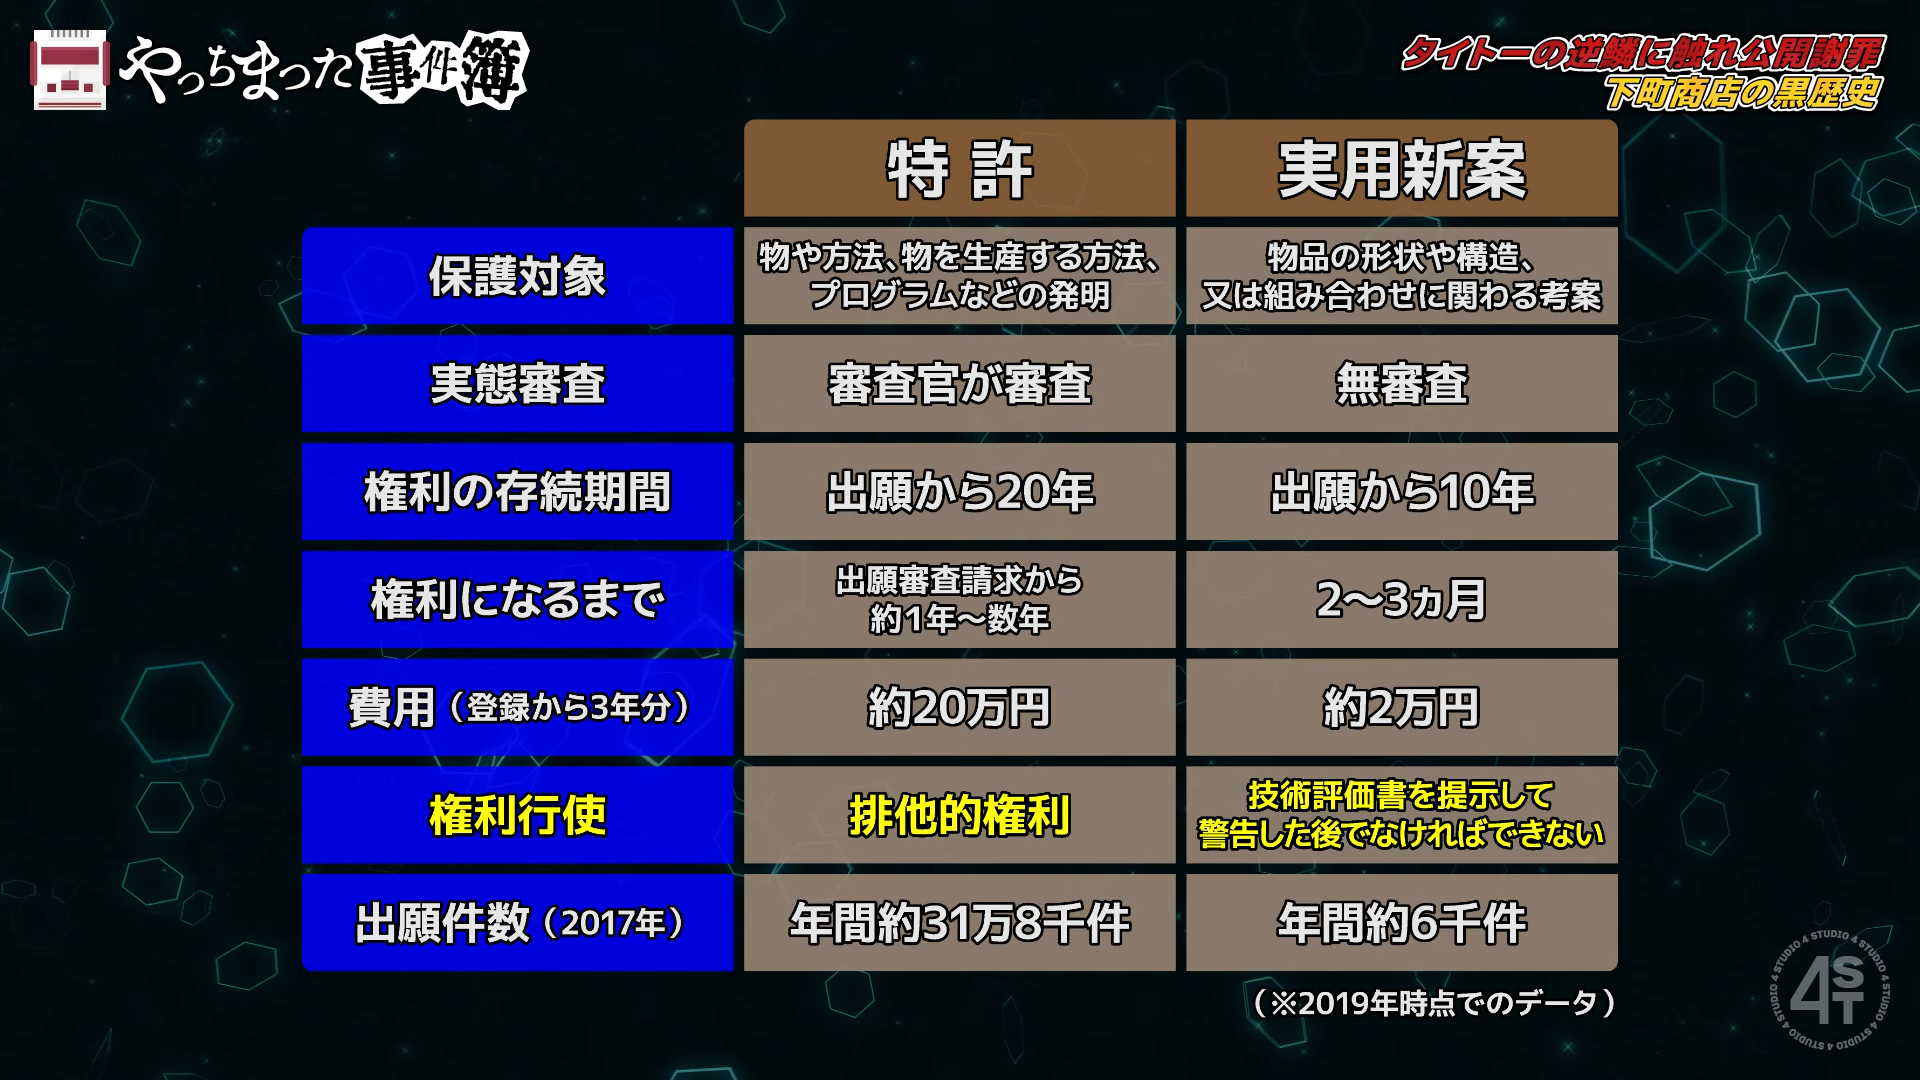 やっちまった事件簿
タイトーの逆鱗に触れ公開謝罪
下町商店の黒歴史
特許
実用新案
保護対象
物や方法、物を生産する方法、
プログラムなどの発明
物品の形状や構造、
又は組み合わせに関わる考案
実態審査
審査官が審査
無審査
権利の存続期間
出願から20年
出願から10年
権利になるまで
出願審査請求から
約1年〜数年
2〜3ヵ月
費用（登録から3年分）
約20万円
約2万円
権利行使
排他的権利
技術評価書を提示して
警告した後でなければできない
出願件数（2017年）
年間約31万8千件
年間約6千件
（※2019年時点でのデータ）
4ST
STUDIO 4 STUDIO 4 STUDIO 4 STUDIO 4 STUDIO 4 STUDIO 4